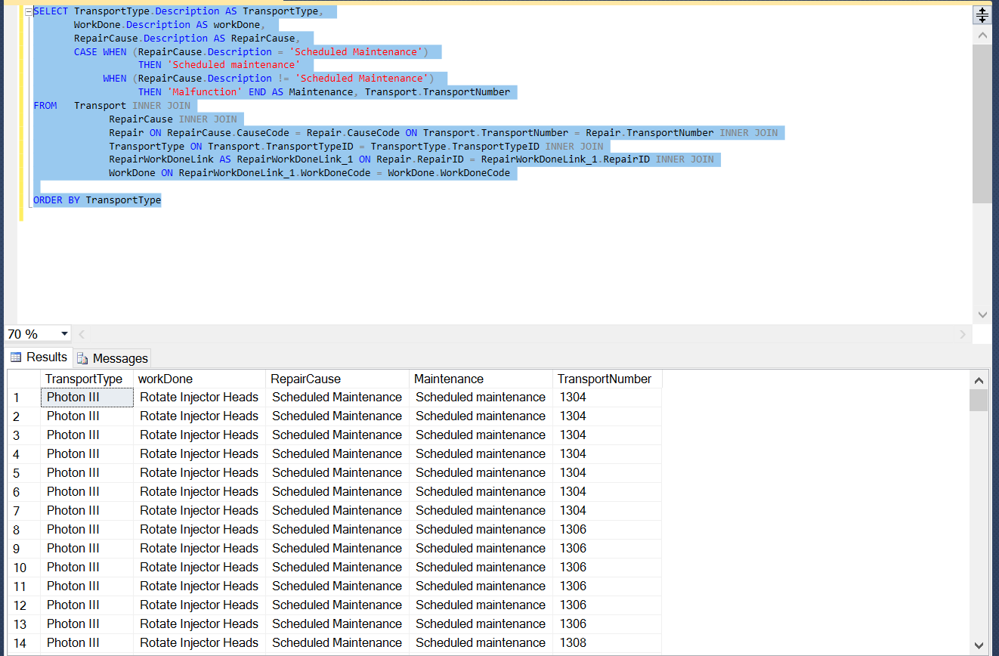 SELECT TransportType.Description AS TransportType,
WorkDone.Description AS workDone,
RepairCause.Description AS RepairCause,
CASE WHEN (RepairCause.Description = 'Scheduled Maintenance')
THEN 'Scheduled maintenance'
WHEN (RepairCause.Description != 'Scheduled Maintenance')
THEN 'Malfunction' END AS Maintenance, Transport.TransportNumber
FROM Transport INNER JOIN
RepairCause INNER JOIN
Repair ON RepairCause.CauseCode = Repair.CauseCode ON Transport.TransportNumber = Repair.TransportNumber INNER JOIN
TransportType ON Transport.TransportTypeID = TransportType.TransportTypeID INNER JOIN
RepairWorkDoneLink AS RepairWorkDoneLink_1 ON Repair.RepairID = RepairWorkDoneLink_1.RepairID INNER JOIN
WorkDone ON RepairWorkDoneLink_1.WorkDoneCode = WorkDone.WorkDoneCode
ORDER BY TransportType
70 %
Results Messages
TransportType workDone RepairCause Maintenance TransportNumber
1 Photon III Rotate Injector Heads Scheduled Maintenance Scheduled maintenance 1304
2 Photon III Rotate Injector Heads Scheduled Maintenance Scheduled maintenance 1304
3 Photon III Rotate Injector Heads Scheduled Maintenance Scheduled maintenance 1304
4 Photon III Rotate Injector Heads Scheduled Maintenance Scheduled maintenance 1304
5 Photon III Rotate Injector Heads Scheduled Maintenance Scheduled maintenance 1304
6 Photon III Rotate Injector Heads Scheduled Maintenance Scheduled maintenance 1304
7 Photon III Rotate Injector Heads Scheduled Maintenance Scheduled maintenance 1304
8 Photon III Rotate Injector Heads Scheduled Maintenance Scheduled maintenance 1306
9 Photon III Rotate Injector Heads Scheduled Maintenance Scheduled maintenance 1306
10 Photon III Rotate Injector Heads Scheduled Maintenance Scheduled maintenance 1306
11 Photon III Rotate Injector Heads Scheduled Maintenance Scheduled maintenance 1306
12 Photon III Rotate Injector Heads Scheduled Maintenance Scheduled maintenance 1306
13 Photon III Rotate Injector Heads Scheduled Maintenance Scheduled maintenance 1306
14 Photon III Rotate Injector Heads Scheduled Maintenance Scheduled maintenance 1308